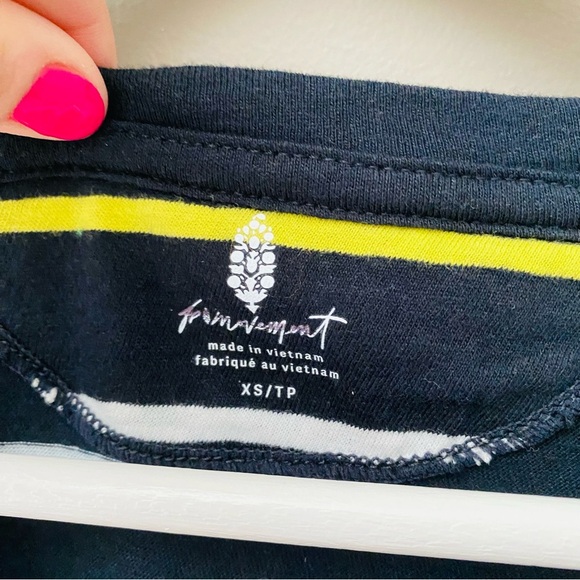 fp movement
made in vietnam
fabriqué au vietnam
XS/TP